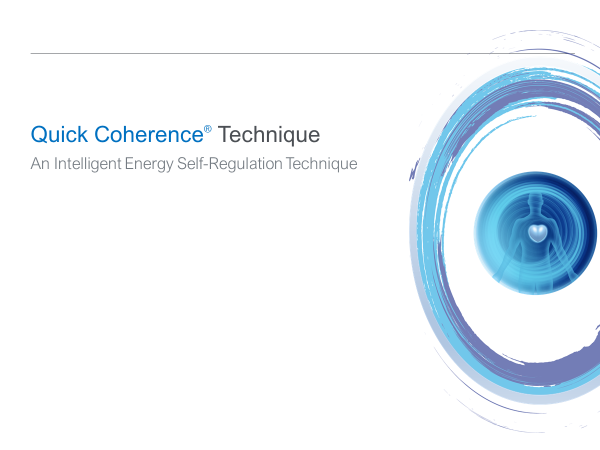 Quick Coherence® Technique
An Intelligent Energy Self-Regulation Technique